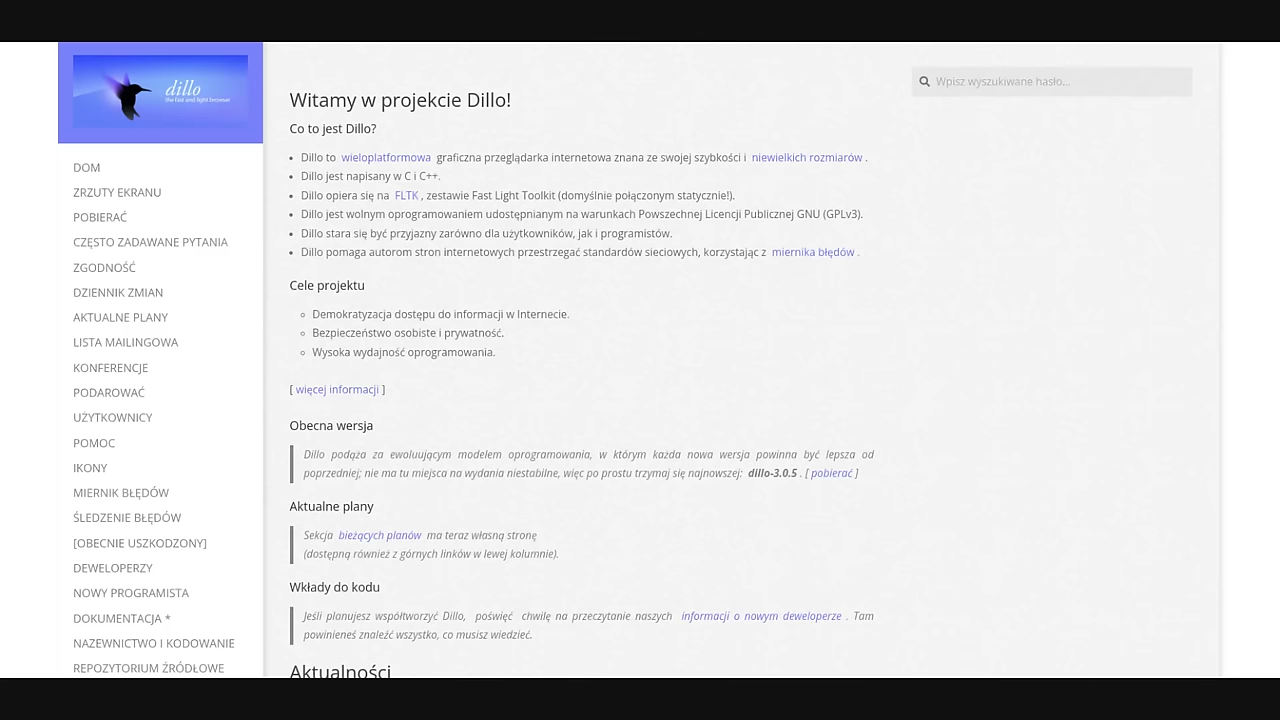 dillo
the fast and light browser
DOM
ZRZUTY EKRANU
POBIERAĆ
CZĘSTO ZADAWANE PYTANIA
ZGODNOŚĆ
DZIENNIK ZMIAN
AKTUALNE PLANY
LISTA MAILINGOWA
KONFERENCJE
PODAROWAĆ
UŻYTKOWNICY
POMOC
IKONY
MIERNIK BŁĘDÓW
ŚLEDZENIE BŁĘDÓW
[OBECNIE USZKODZONY]
DEWELOPERZY
NOWY PROGRAMISTA
DOKUMENTACJA *
NAZEWNICTWO I KODOWANIE
REPOZYTORIUM ŹRÓDŁOWE
Wpisz wyszukiwane hasło...
Witamy w projekcie Dillo!
Co to jest Dillo?
• Dillo to wieloplatformowa graficzna przeglądarka internetowa znana ze swojej szybkości i niewielkich rozmiarów .
• Dillo jest napisany w C i C++.
• Dillo opiera się na FLTK , zestawie Fast Light Toolkit (domyślnie połączonym statycznie!).
• Dillo jest wolnym oprogramowaniem udostępnianym na warunkach Powszechnej Licencji Publicznej GNU (GPLv3).
• Dillo stara się być przyjazny zarówno dla użytkowników, jak i programistów.
• Dillo pomaga autorom stron internetowych przestrzegać standardów sieciowych, korzystając z miernika błędów .
Cele projektu
◦ Demokratyzacja dostępu do informacji w Internecie.
◦ Bezpieczeństwo osobiste i prywatność.
◦ Wysoka wydajność oprogramowania.
[ więcej informacji ]
Obecna wersja
Dillo podąża za ewoluującym modelem oprogramowania, w którym każda nowa wersja powinna być lepsza od
poprzedniej; nie ma tu miejsca na wydania niestabilne, więc po prostu trzymaj się najnowszej: dillo-3.0.5 . [ pobierać ]
Aktualne plany
Sekcja bieżących planów ma teraz własną stronę
(dostępną również z górnych linków w lewej kolumnie).
Wkłady do kodu
Jeśli planujesz współtworzyć Dillo, poświęć chwilę na przeczytanie naszych informacji o nowym deweloperze . Tam
powinieneś znaleźć wszystko, co musisz wiedzieć.
Aktualności